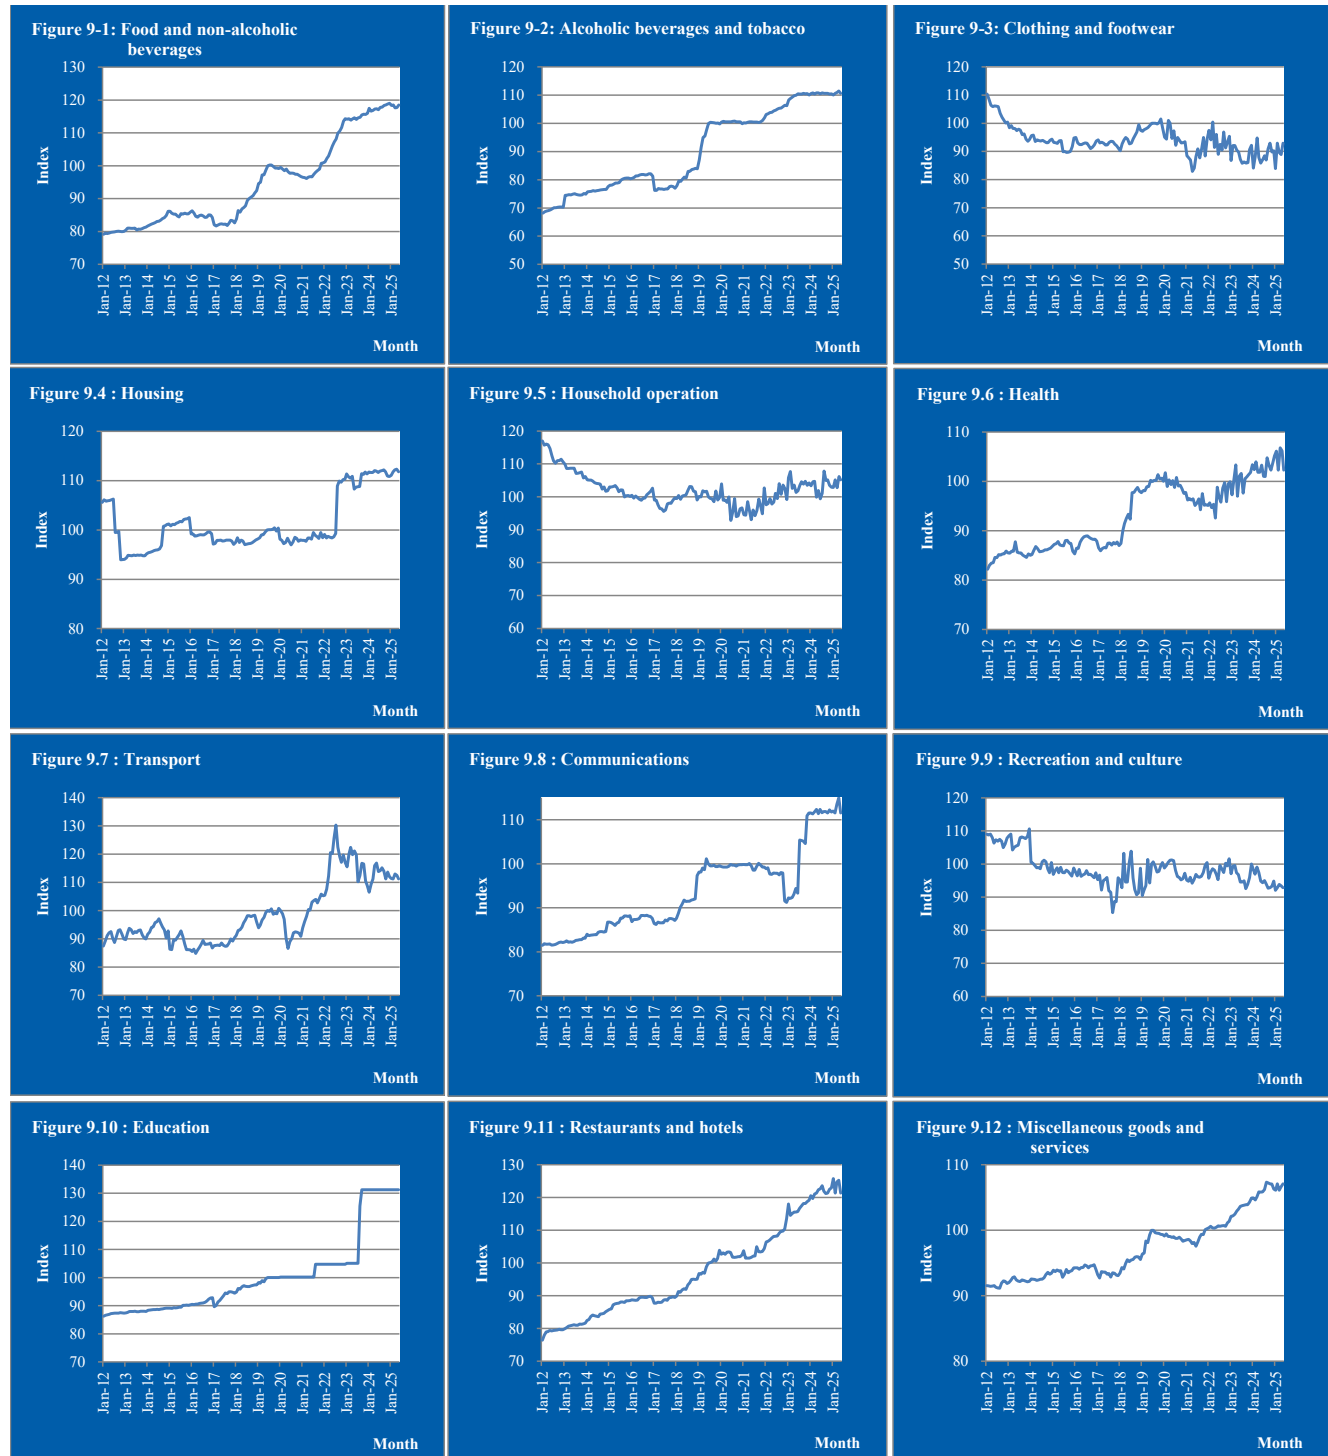 Figure 9-1: Food and non-alcoholic
beverages
130
120
110
100
90
80
70
Index
Jan-12
Jan-13
Jan-14
Jan-15
Jan-16
Jan-17
Jan-18
Jan-19
Jan-20
Jan-21
Jan-22
Jan-23
Jan-24
Jan-25
Month
Figure 9-2: Alcoholic beverages and tobacco
120
110
100
90
80
70
60
50
Index
Jan-12
Jan-13
Jan-14
Jan-15
Jan-16
Jan-17
Jan-18
Jan-19
Jan-20
Jan-21
Jan-22
Jan-23
Jan-24
Jan-25
Month
Figure 9-3: Clothing and footwear
120
110
100
90
80
70
60
50
Index
Jan-12
Jan-13
Jan-14
Jan-15
Jan-16
Jan-17
Jan-18
Jan-19
Jan-20
Jan-21
Jan-22
Jan-23
Jan-24
Jan-25
Month
Figure 9.4 : Housing
120
110
100
90
80
Index
Jan-12
Jan-13
Jan-14
Jan-15
Jan-16
Jan-17
Jan-18
Jan-19
Jan-20
Jan-21
Jan-22
Jan-23
Jan-24
Jan-25
Month
Figure 9.5 : Household operation
120
110
100
90
80
70
60
Index
Jan-12
Jan-13
Jan-14
Jan-15
Jan-16
Jan-17
Jan-18
Jan-19
Jan-20
Jan-21
Jan-22
Jan-23
Jan-24
Jan-25
Month
Figure 9.6 : Health
110
100
90
80
70
Index
Jan-12
Jan-13
Jan-14
Jan-15
Jan-16
Jan-17
Jan-18
Jan-19
Jan-20
Jan-21
Jan-22
Jan-23
Jan-24
Jan-25
Month
Figure 9.7 : Transport
140
130
120
110
100
90
80
70
Index
Jan-12
Jan-13
Jan-14
Jan-15
Jan-16
Jan-17
Jan-18
Jan-19
Jan-20
Jan-21
Jan-22
Jan-23
Jan-24
Jan-25
Month
Figure 9.8 : Communications
110
100
90
80
70
Index
Jan-12
Jan-13
Jan-14
Jan-15
Jan-16
Jan-17
Jan-18
Jan-19
Jan-20
Jan-21
Jan-22
Jan-23
Jan-24
Jan-25
Month
Figure 9.9 : Recreation and culture
120
110
100
90
80
70
60
Index
Jan-12
Jan-13
Jan-14
Jan-15
Jan-16
Jan-17
Jan-18
Jan-19
Jan-20
Jan-21
Jan-22
Jan-23
Jan-24
Jan-25
Month
Figure 9.10 : Education
140
130
120
110
100
90
80
70
Index
Jan-12
Jan-13
Jan-14
Jan-15
Jan-16
Jan-17
Jan-18
Jan-19
Jan-20
Jan-21
Jan-22
Jan-23
Jan-24
Jan-25
Month
Figure 9.11 : Restaurants and hotels
130
120
110
100
90
80
70
Index
Jan-12
Jan-13
Jan-14
Jan-15
Jan-16
Jan-17
Jan-18
Jan-19
Jan-20
Jan-21
Jan-22
Jan-23
Jan-24
Jan-25
Month
Figure 9.12 : Miscellaneous goods and
services
110
100
90
80
Index
Jan-12
Jan-13
Jan-14
Jan-15
Jan-16
Jan-17
Jan-18
Jan-19
Jan-20
Jan-21
Jan-22
Jan-23
Jan-24
Jan-25
Month